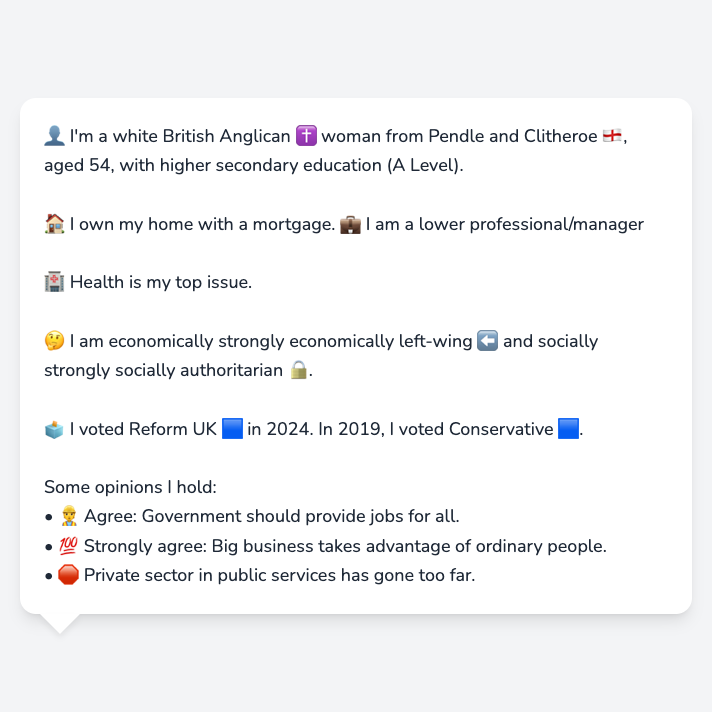 👤 I'm a white British Anglican ✝️ woman from Pendle and Clitheroe 🏴󠁧󠁢󠁥󠁮󠁧󠁿,
aged 54, with higher secondary education (A Level).
🏠 I own my home with a mortgage. 💼 I am a lower professional/manager
🏥 Health is my top issue.
🤔 I am economically strongly economically left-wing ⬅️ and socially
strongly socially authoritarian 🔒.
🗳️ I voted Reform UK 🟦 in 2024. In 2019, I voted Conservative 🟦.
Some opinions I hold:
• 👷 Agree: Government should provide jobs for all.
• 💯 Strongly agree: Big business takes advantage of ordinary people.
• 🛑 Private sector in public services has gone too far.